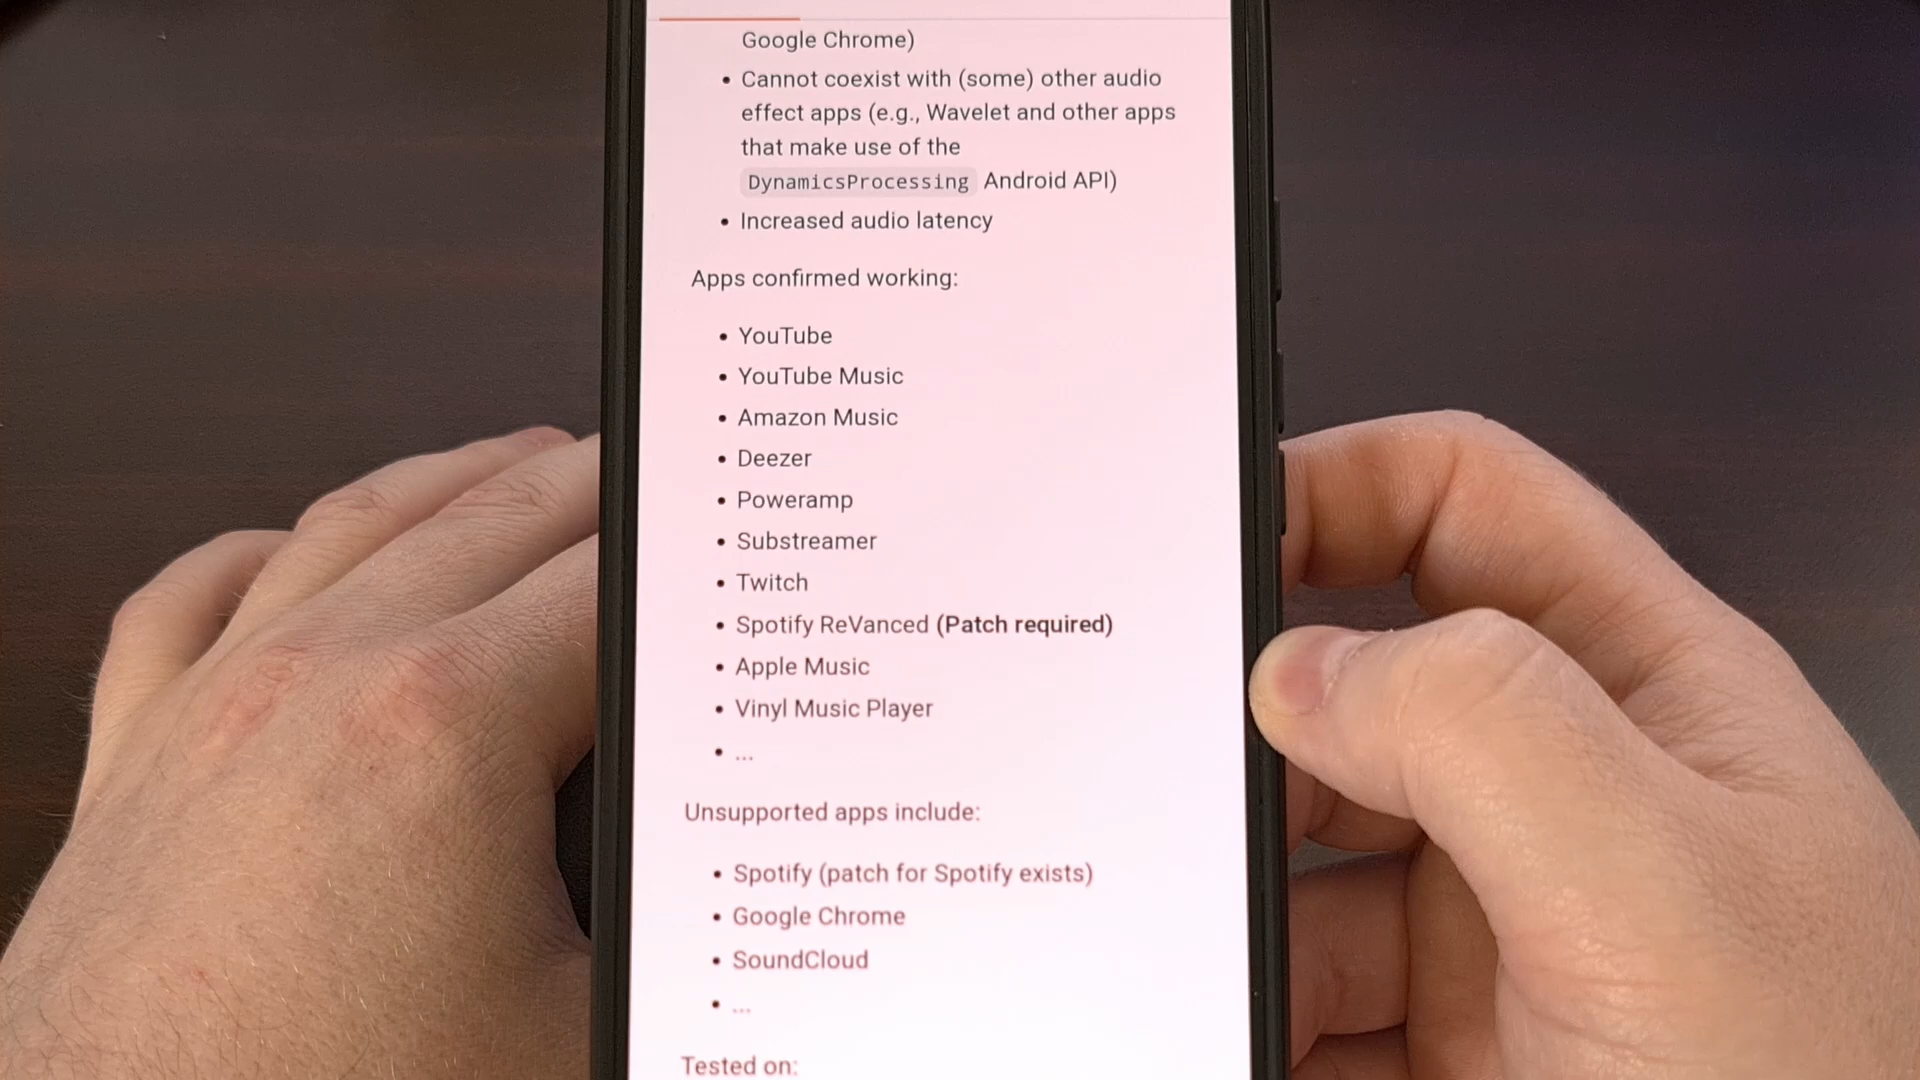 Google Chrome)
• Cannot coexist with (some) other audio
effect apps (e.g., Wavelet and other apps
that make use of the
DynamicsProcessing Android API)
• Increased audio latency
Apps confirmed working:
• YouTube
• YouTube Music
• Amazon Music
• Deezer
• Poweramp
• Substreamer
• Twitch
• Spotify ReVanced (Patch required)
• Apple Music
• Vinyl Music Player
• ...
Unsupported apps include:
• Spotify (patch for Spotify exists)
• Google Chrome
• SoundCloud
• ...
Tested on: